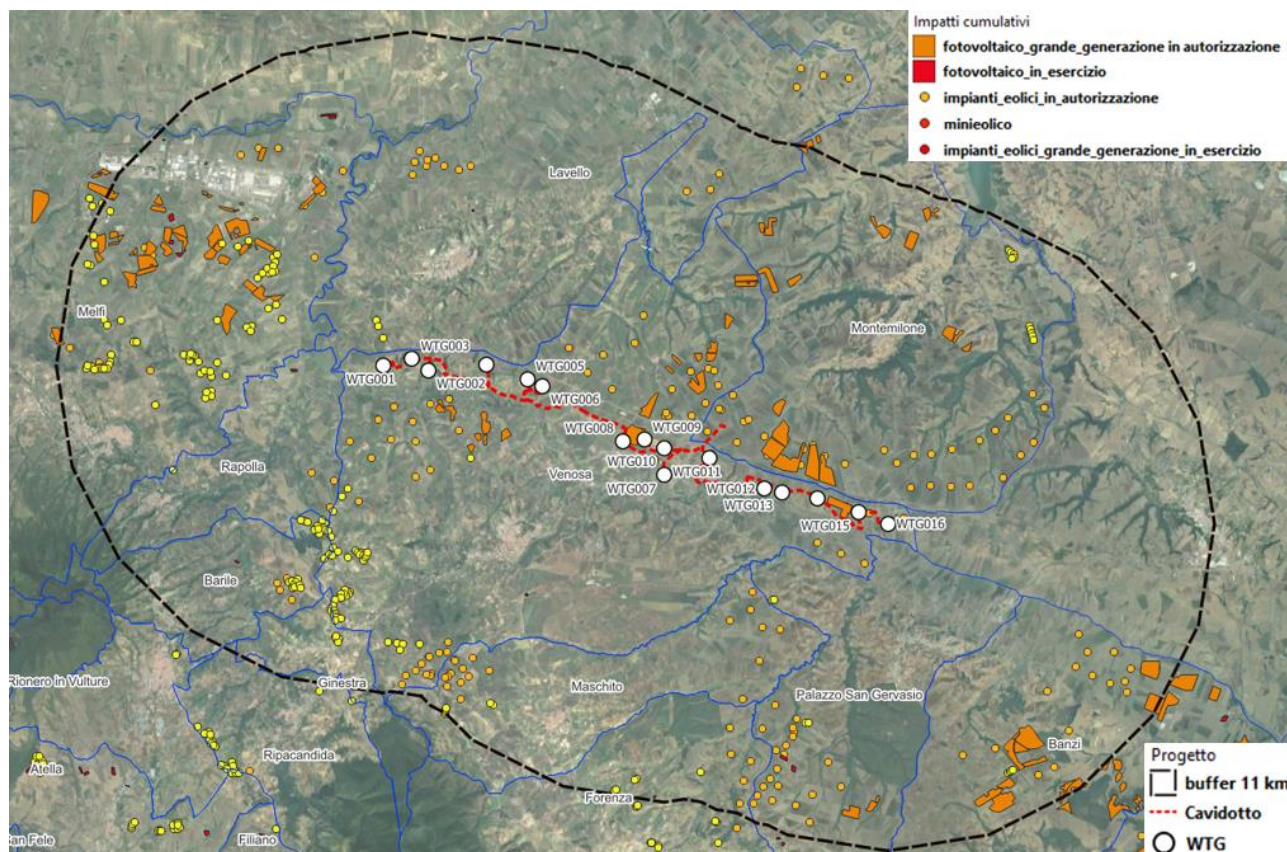 Impatti cumulativi
fotovoltaico_grande_generazione in autorizzazione
fotovoltaico_in_esercizio
impianti_eolici_in_autorizzazione
minieolico
impianti_eolici_grande_generazione_in_esercizio
Lavello
Melfi
Montemilone
WTG003
WTG001
WTG002
WTG005
WTG006
WTG008
WTG009
WTG010
WTG011
Rapolla
Venosa
WTG007
WTG012
WTG013
WTG015
WTG016
Barile
Rionero in Vulture
Ginestra
Maschito
Palazzo San Gervasio
Ripacandida
Banzi
Atella
Forenza
San Fele
Filiano
Progetto
buffer 11 km
Cavidotto
WTG